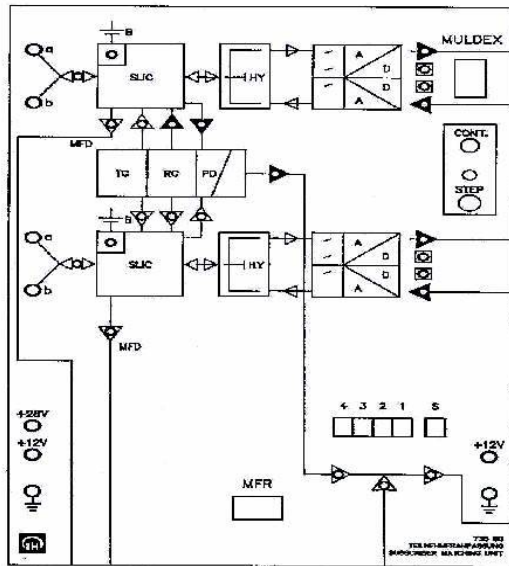 B
a
SLIC
HY
A
D
D
A
MULDEX
b
MFD
CONT.
STEP
TG
RG
PD
B
a
SLIC
HY
D
A
b
MFD
4 3 2 1 S
+12V
+12V
MFR
TEILNEHMERANPASSUNG
SUBSCRIBER MATCHING UNIT